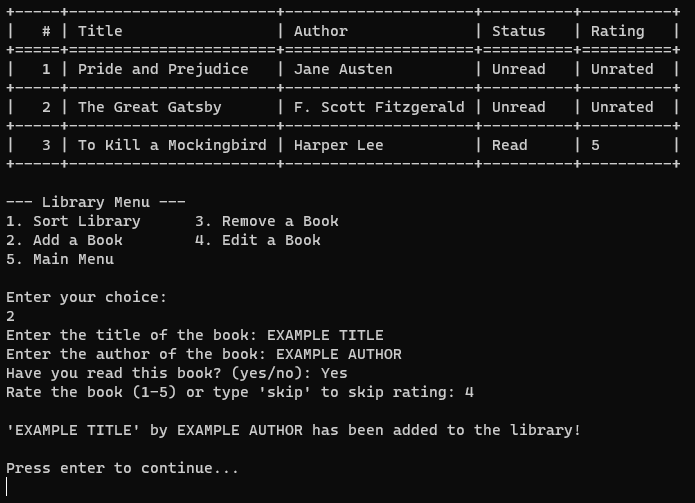 +-----+-----------------------+---------------------+----------+----------+
|   # | Title                 | Author              | Status   | Rating   |
+=====+=======================+=====================+==========+==========+
|   1 | Pride and Prejudice   | Jane Austen         | Unread   | Unrated  |
+-----+-----------------------+---------------------+----------+----------+
|   2 | The Great Gatsby      | F. Scott Fitzgerald | Unread   | Unrated  |
+-----+-----------------------+---------------------+----------+----------+
|   3 | To Kill a Mockingbird | Harper Lee          | Read     | 5        |
+-----+-----------------------+---------------------+----------+----------+

--- Library Menu ---
1. Sort Library      3. Remove a Book
2. Add a Book        4. Edit a Book
5. Main Menu

Enter your choice:
2
Enter the title of the book: EXAMPLE TITLE
Enter the author of the book: EXAMPLE AUTHOR
Have you read this book? (yes/no): Yes
Rate the book (1-5) or type 'skip' to skip rating: 4

'EXAMPLE TITLE' by EXAMPLE AUTHOR has been added to the library!

Press enter to continue...